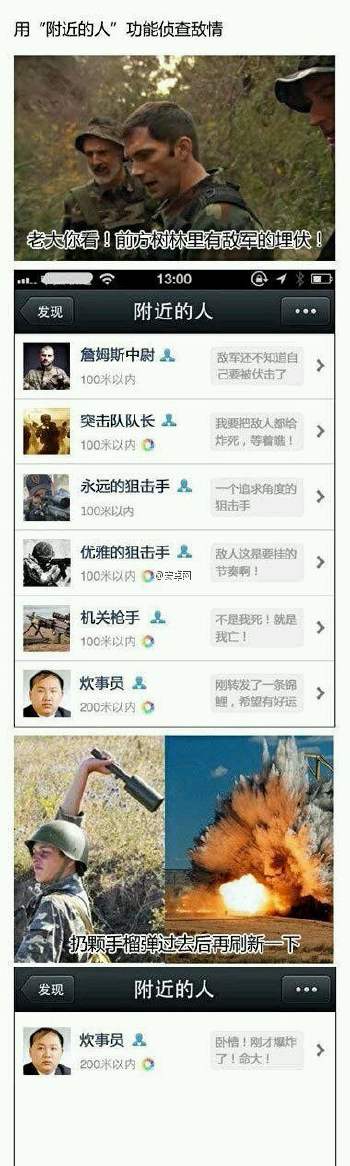 用“附近的人”功能侦查敌情
老大你看！前方树林里有敌军的埋伏！
13:00
发现
附近的人
詹姆斯中尉
100米以内
敌军还不知道自
己要被伏击了
突击队队长
100米以内
我要把敌人都给
炸死，等着瞧！
永远的狙击手
100米以内
一个追求角度的
狙击手
优雅的狙击手
100米以内
@安卓网
敌人这是要挂的
节奏啊！
机关枪手
100米以内
不是我死！就是
我亡！
炊事员
200米以内
刚转发了一条锦
鲤，希望有好运
扔颗手榴弹过去后再刷新一下
发现
附近的人
炊事员
200米以内
卧槽！刚才爆炸
了！命大！